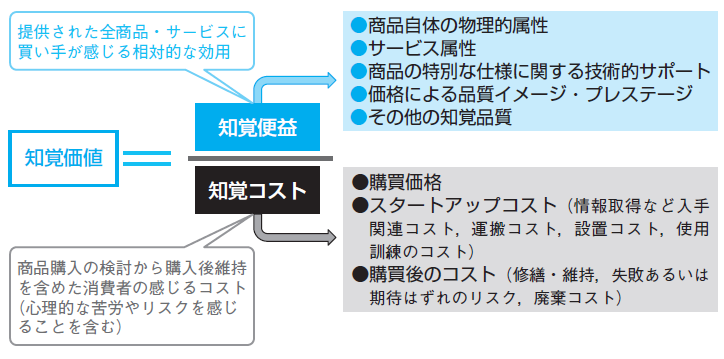 提供された全商品・サービスに
買い手が感じる相対的な効用
●商品自体の物理的属性
●サービス属性
●商品の特別な仕様に関する技術的サポート
●価格による品質イメージ・プレステージ
●その他の知覚品質
知覚価値
知覚便益
知覚コスト
●購買価格
●スタートアップコスト（情報取得など入手
関連コスト，運搬コスト，設置コスト，使用
訓練のコスト）
●購買後のコスト（修繕・維持，失敗あるいは
期待はずれのリスク，廃棄コスト）
商品購入の検討から購入後維持
を含めた消費者の感じるコスト
（心理的な苦労やリスクを感じ
ることを含む）